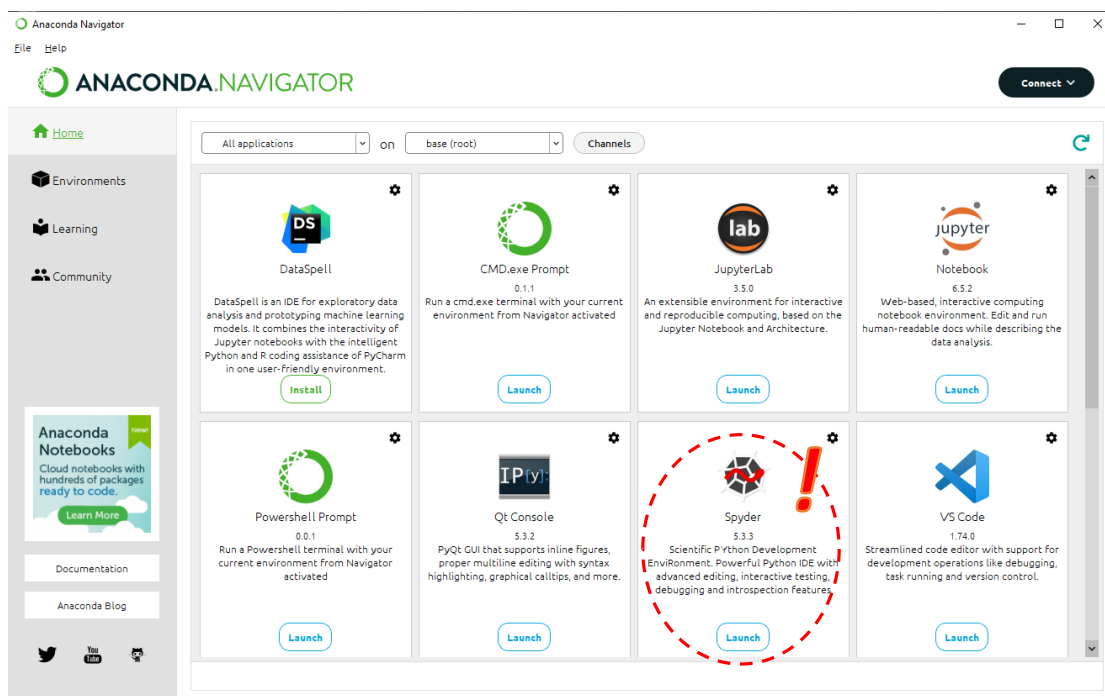 Anaconda Navigator
File Help
ANACONDA.NAVIGATOR
Connect
Home
Environments
Learning
Community
All applications on base (root) Channels
DS
DataSpell
DataSpell is an IDE for exploratory data
analysis and prototyping machine learning
models. It combines the interactivity of
Jupyter notebooks with the intelligent
Python and R coding assistance of PyCharm
in one user-friendly environment.
Install
CMD.exe Prompt
0.1.1
Run a cmd.exe terminal with your current
environment from Navigator activated
Launch
lab
JupyterLab
3.5.0
An extensible environment for interactive
and reproducible computing, based on the
Jupyter Notebook and Architecture.
Launch
jupyter
Notebook
6.5.2
Web-based, interactive computing
notebook environment. Edit and run
human-readable docs while describing the
data analysis.
Launch
Powershell Prompt
0.0.1
Run a Powershell terminal with your
current environment from Navigator
activated
Launch
IP[y]:
Qt Console
5.3.2
PyQt GUI that supports inline figures,
proper multiline editing with syntax
highlighting, graphical calltips, and more.
Launch
!
Spyder
5.3.3
Scientific PYthon Development
EnviRonment. Powerful Python IDE with
advanced editing, interactive testing,
debugging and introspection features
Launch
VS Code
1.74.0
Streamlined code editor with support for
development operations like debugging,
task running and version control.
Launch
New!
Anaconda
Notebooks
Cloud notebooks with
hundreds of packages
ready to code.
Learn More
Documentation
Anaconda Blog
You
Tube